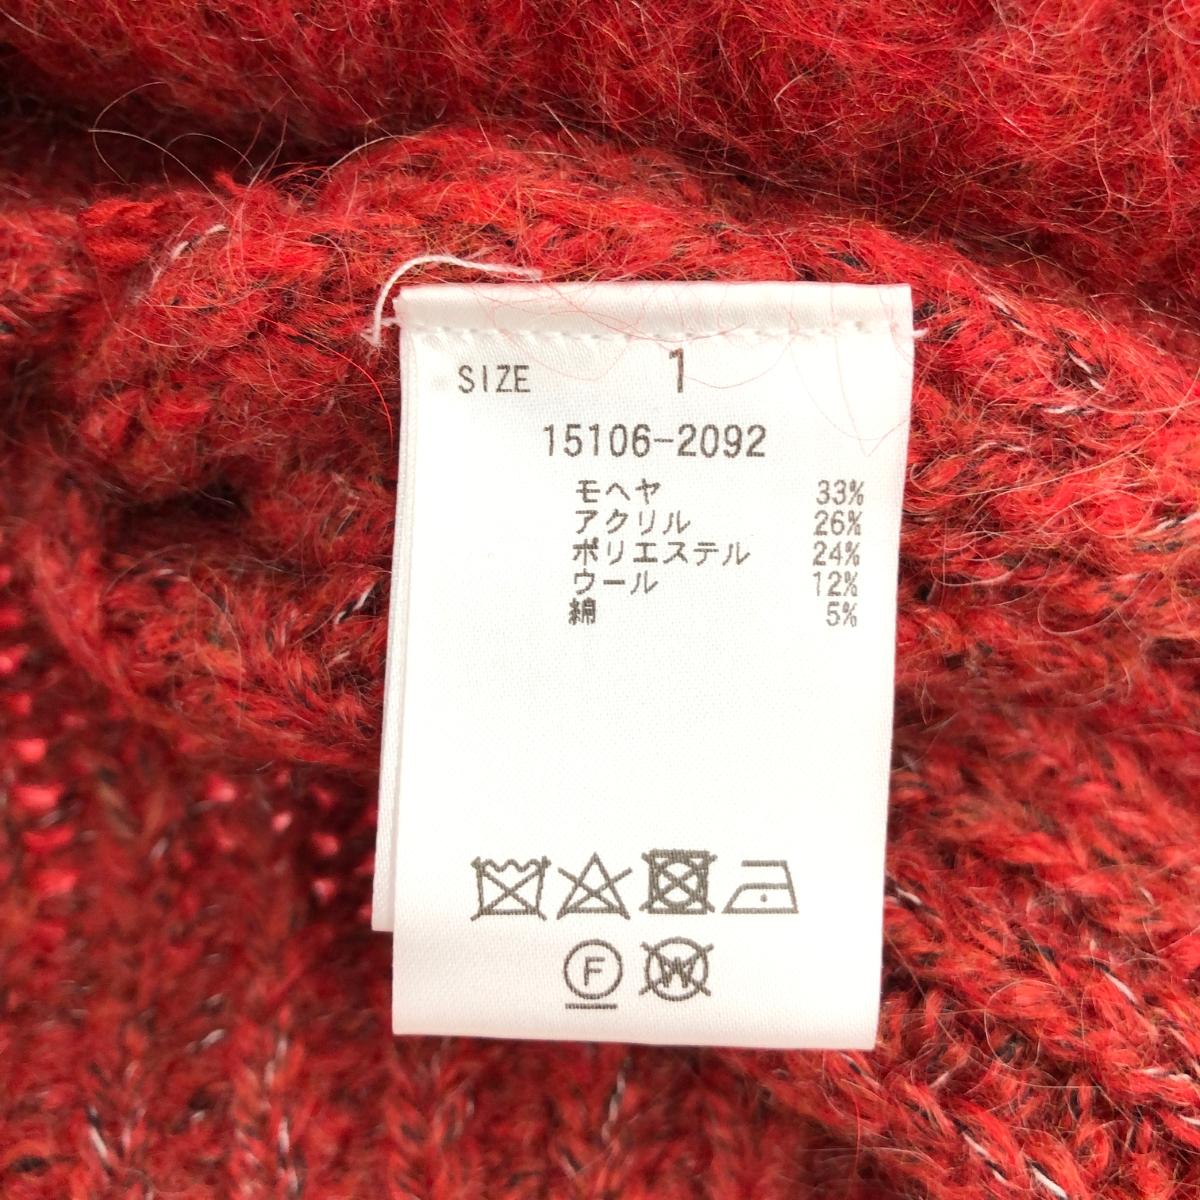 SIZE 1
15106-2092
モヘヤ 33%
アクリル 26%
ポリエステル 24%
ウール 12%
綿 5%
F W